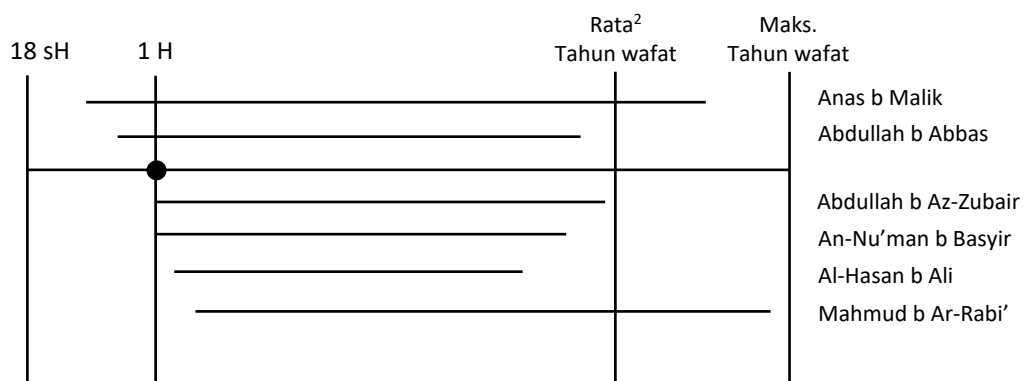 18 sH
1 H
Rata²
Tahun wafat
Maks.
Tahun wafat
Anas b Malik
Abdullah b Abbas
Abdullah b Az-Zubair
An-Nu’man b Basyir
Al-Hasan b Ali
Mahmud b Ar-Rabi’